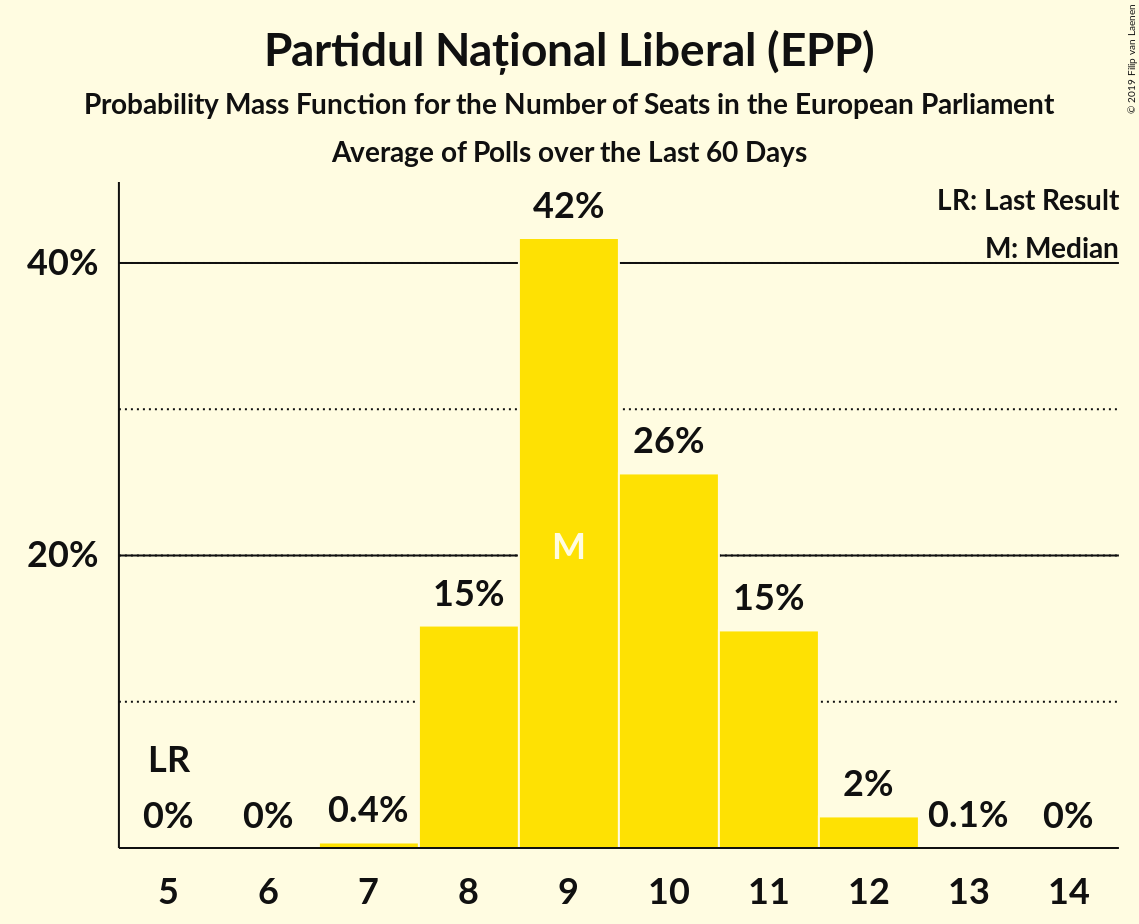 Partidul Național Liberal (EPP)
Probability Mass Function for the Number of Seats in the European Parliament
Average of Polls over the Last 60 Days
© 2019 Filip van Laenen
LR: Last Result
M: Median
40%
20%
42%
26%
M
15%
15%
LR
0%
0%
0.4%
2%
0.1%
0%
5 6 7 8 9 10 11 12 13 14